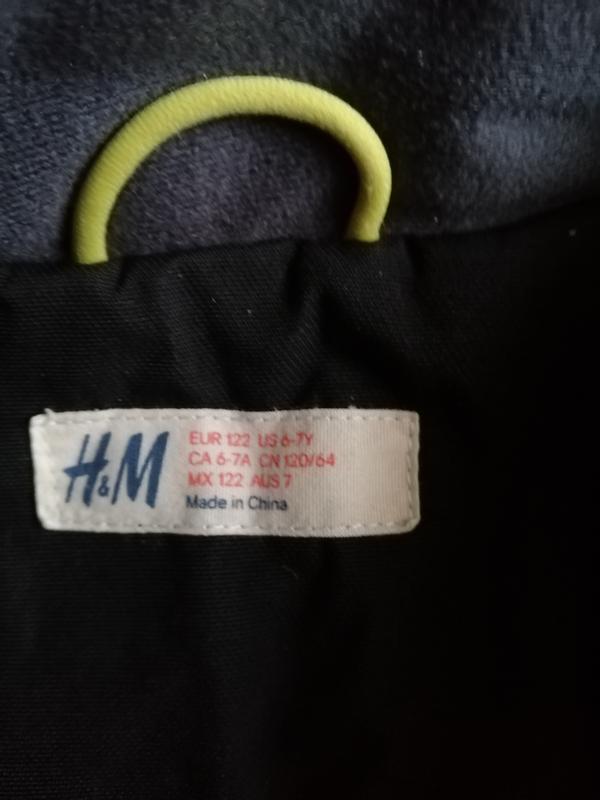 H&M
EUR 122 US 6-7Y
CA 6-7A CN 120/64
MX 122 AUS 7
Made in China